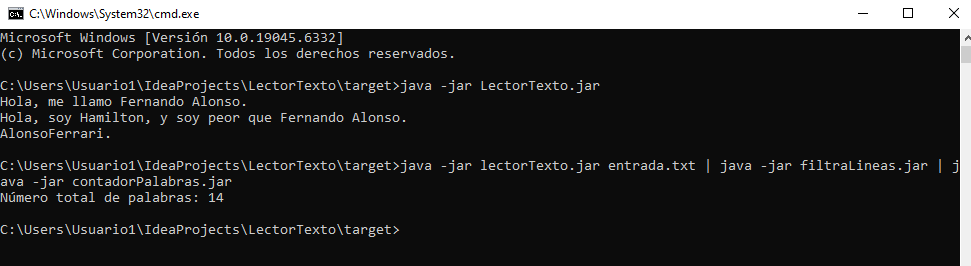 C:\Windows\System32\cmd.exe
Microsoft Windows [Versión 10.0.19045.6332]
(c) Microsoft Corporation. Todos los derechos reservados.
C:\Users\Usuario1\IdeaProjects\LectorTexto\target>java -jar LectorTexto.jar
Hola, me llamo Fernando Alonso.
Hola, soy Hamilton, y soy peor que Fernando Alonso.
AlonsoFerrari.
C:\Users\Usuario1\IdeaProjects\LectorTexto\target>java -jar lectorTexto.jar entrada.txt | java -jar filtraLineas.jar | j
ava -jar contadorPalabras.jar
Número total de palabras: 14
C:\Users\Usuario1\IdeaProjects\LectorTexto\target>